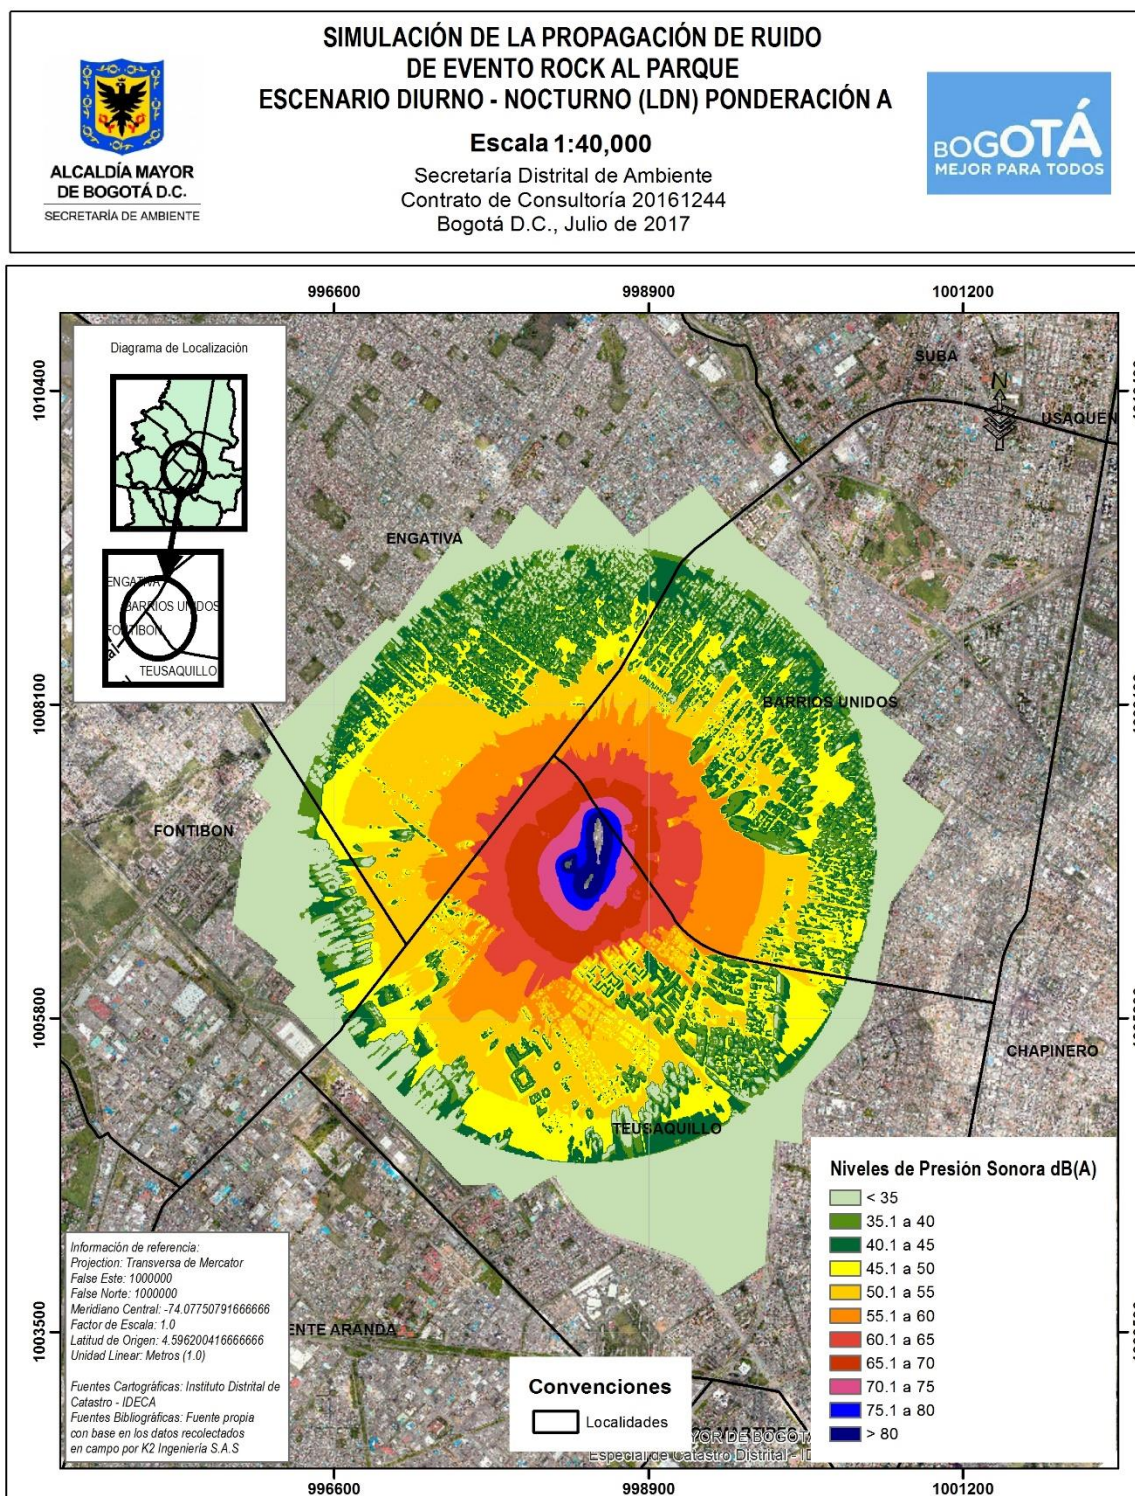 SIMULACIÓN DE LA PROPAGACIÓN DE RUIDO
DE EVENTO ROCK AL PARQUE
ESCENARIO DIURNO - NOCTURNO (LDN) PONDERACIÓN A
Escala 1:40,000
Secretaría Distrital de Ambiente
Contrato de Consultoría 20161244
Bogotá D.C., Julio de 2017
ALCALDÍA MAYOR
DE BOGOTÁ D.C.
SECRETARÍA DE AMBIENTE
BOGOTÁ
MEJOR PARA TODOS
996600
998900
1001200
1010400
1008100
1005800
1003500
Diagrama de Localización
ENGATIVA
BARRIOS UNIDOS
FONTIBON
TEUSAQUILLO
SUBA
N
USAQUEN
ENGATIVA
BARRIOS UNIDOS
FONTIBON
CHAPINERO
TEUSAQUILLO
ENTE ARANDA
Información de referencia:
Projection: Transversa de Mercator
False Este: 1000000
False Norte: 1000000
Meridiano Central: -74.07750791666666
Factor de Escala: 1.0
Latitud de Origen: 4.596200416666666
Unidad Linear: Metros (1.0)
Fuentes Cartográficas: Instituto Distrital de
Catastro - IDECA
Fuentes Bibliográficas: Fuente propia
con base en los datos recolectados
en campo por K2 Ingeniería S.A.S
Convenciones
Localidades
Niveles de Presión Sonora dB(A)
< 35
35.1 a 40
40.1 a 45
45.1 a 50
50.1 a 55
55.1 a 60
60.1 a 65
65.1 a 70
70.1 a 75
75.1 a 80
> 80
YOR DE BOGOTÁ
Especial de Catastro Distrital - ID
996600
998900
1001200